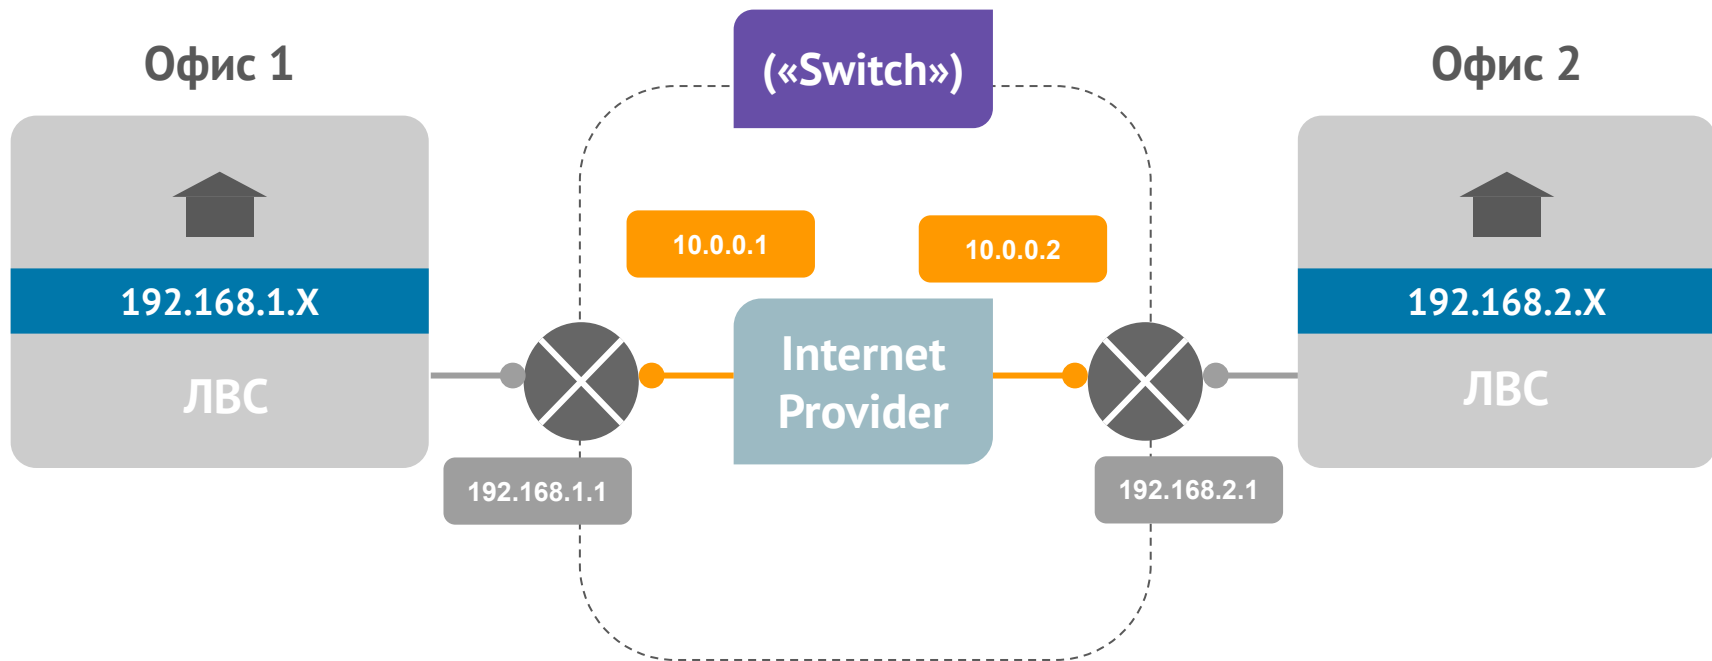 Офис 1
192.168.1.X
ЛВС
(«Switch»)
10.0.0.1
10.0.0.2
Internet
Provider
192.168.1.1
192.168.2.1
Офис 2
192.168.2.X
ЛВС